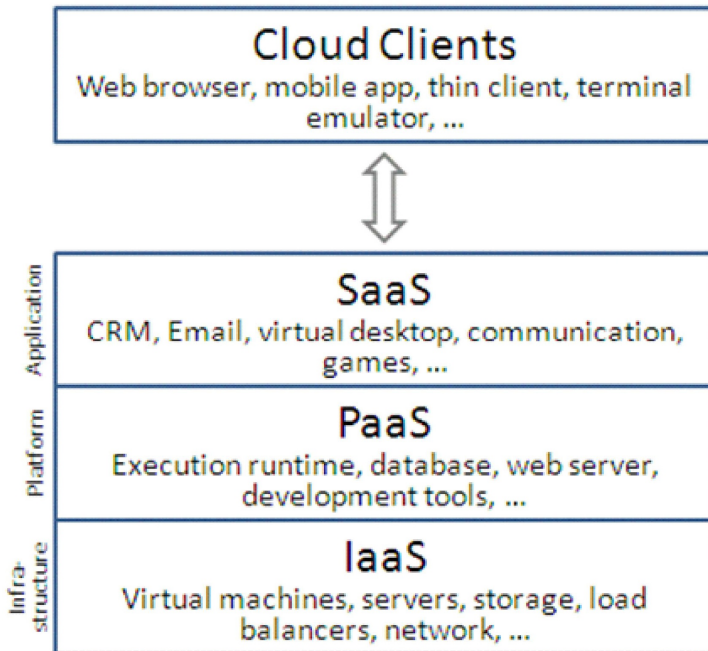 Cloud Clients
Web browser, mobile app, thin client, terminal
emulator, ...
Application
SaaS
CRM, Email, virtual desktop, communication,
games, ...
Platform
PaaS
Execution runtime, database, web server,
development tools, ...
Infra-
structure
IaaS
Virtual machines, servers, storage, load
balancers, network, ...